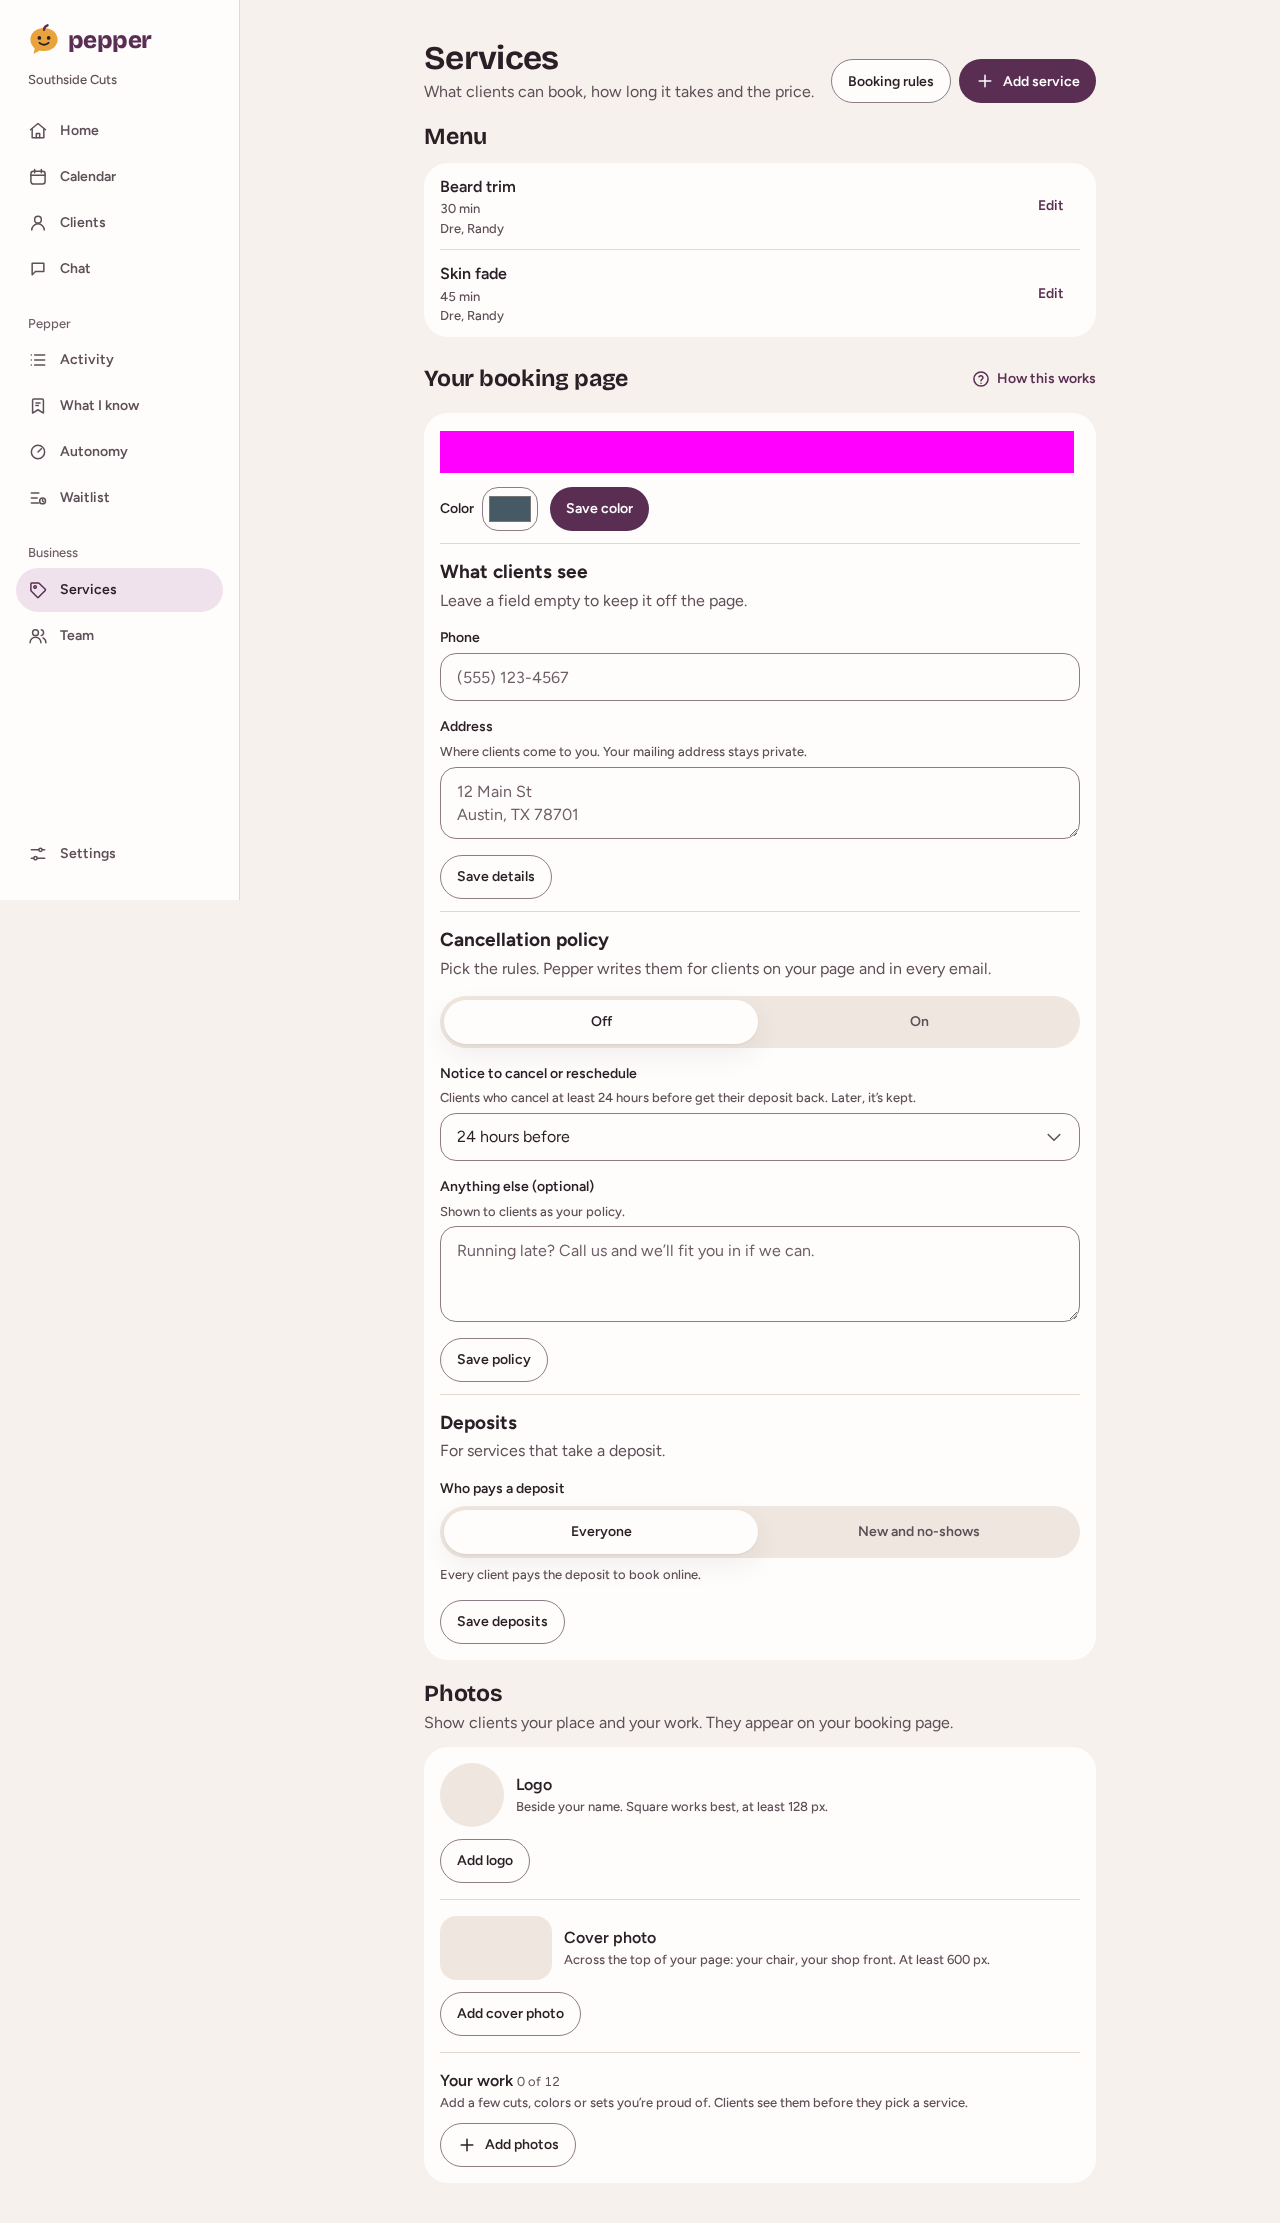 pepper
Southside Cuts
Home
Calendar
Clients
Chat
Pepper
Activity
What I know
Autonomy
Waitlist
Business
Services
Team
Settings
Services
What clients can book, how long it takes and the price.
Booking rules
Add service
Menu
Beard trim
30 min
Dre, Randy
Edit
Skin fade
45 min
Dre, Randy
Edit
Your booking page
How this works
Color
Save color
What clients see
Leave a field empty to keep it off the page.
Phone
(555) 123-4567
Address
Where clients come to you. Your mailing address stays private.
12 Main St
Austin, TX 78701
Save details
Cancellation policy
Pick the rules. Pepper writes them for clients on your page and in every email.
Off
On
Notice to cancel or reschedule
Clients who cancel at least 24 hours before get their deposit back. Later, it’s kept.
24 hours before
Anything else (optional)
Shown to clients as your policy.
Running late? Call us and we’ll fit you in if we can.
Save policy
Deposits
For services that take a deposit.
Who pays a deposit
Everyone
New and no-shows
Every client pays the deposit to book online.
Save deposits
Photos
Show clients your place and your work. They appear on your booking page.
Logo
Beside your name. Square works best, at least 128 px.
Add logo
Cover photo
Across the top of your page: your chair, your shop front. At least 600 px.
Add cover photo
Your work 0 of 12
Add a few cuts, colors or sets you’re proud of. Clients see them before they pick a service.
Add photos